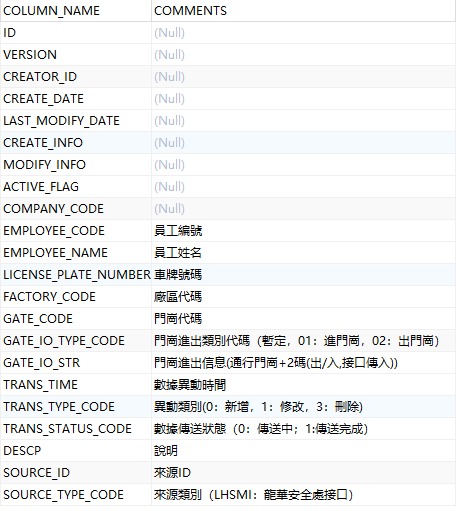 COLUMN_NAME COMMENTS
ID (Null)
VERSION (Null)
CREATOR_ID (Null)
CREATE_DATE (Null)
LAST_MODIFY_DATE (Null)
CREATE_INFO (Null)
MODIFY_INFO (Null)
ACTIVE_FLAG (Null)
COMPANY_CODE (Null)
EMPLOYEE_CODE 員工編號
EMPLOYEE_NAME 員工姓名
LICENSE_PLATE_NUMBER 車牌號碼
FACTORY_CODE 廠區代碼
GATE_CODE 門崗代碼
GATE_IO_TYPE_CODE 門崗進出類別代碼（暫定，01：進門崗，02：出門崗）
GATE_IO_STR 門崗進出信息(通行門崗+2碼(出/入,接口傳入))
TRANS_TIME 數據異動時間
TRANS_TYPE_CODE 異動類別(0：新增，1：修改，3：刪除)
TRANS_STATUS_CODE 數據傳送狀態（0：傳送中；1:傳送完成）
DESCP 說明
SOURCE_ID 來源ID
SOURCE_TYPE_CODE 來源類別（LHSMI：龍華安全處接口）